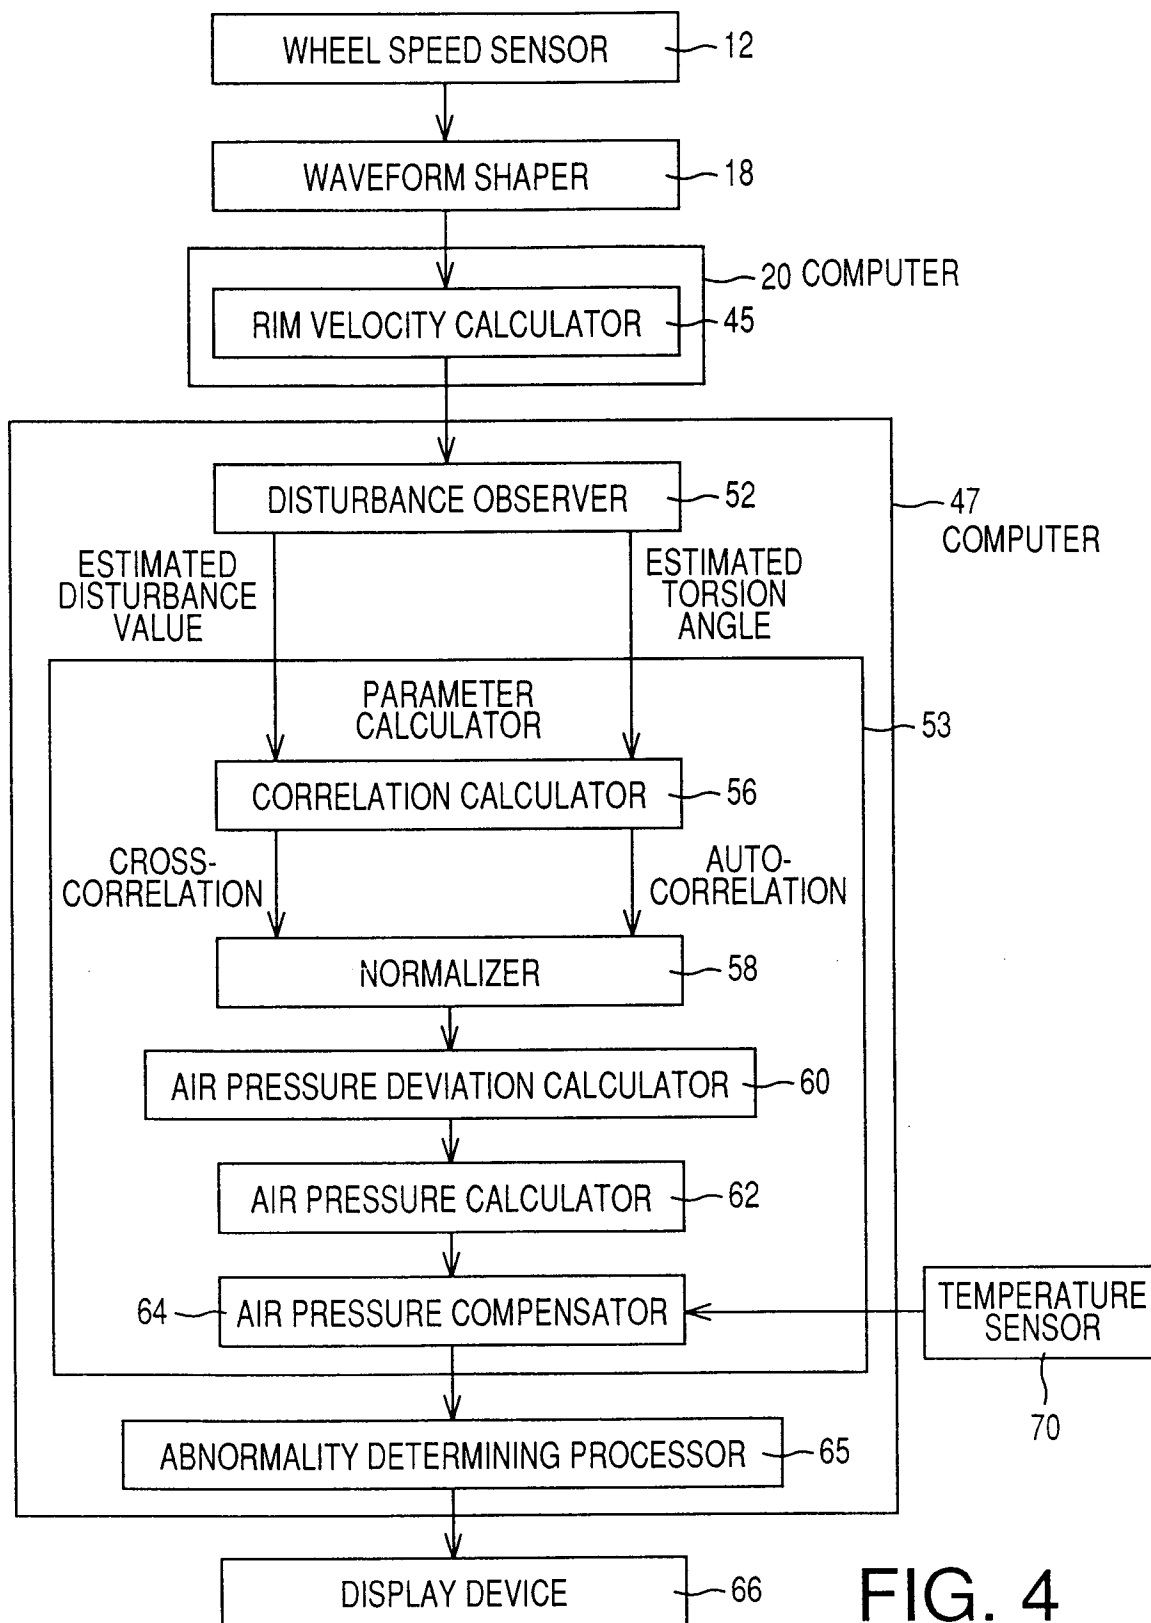 WHEEL SPEED SENSOR
12
WAVEFORM SHAPER
18
20 COMPUTER
RIM VELOCITY CALCULATOR
45
DISTURBANCE OBSERVER
52
47
COMPUTER
ESTIMATED
DISTURBANCE
VALUE
ESTIMATED
TORSION
ANGLE
PARAMETER
CALCULATOR
53
CORRELATION CALCULATOR
56
CROSS-
CORRELATION
AUTO-
CORRELATION
NORMALIZER
58
AIR PRESSURE DEVIATION CALCULATOR
60
AIR PRESSURE CALCULATOR
62
64
AIR PRESSURE COMPENSATOR
TEMPERATURE
SENSOR
70
ABNORMALITY DETERMINING PROCESSOR
65
DISPLAY DEVICE
66
FIG. 4